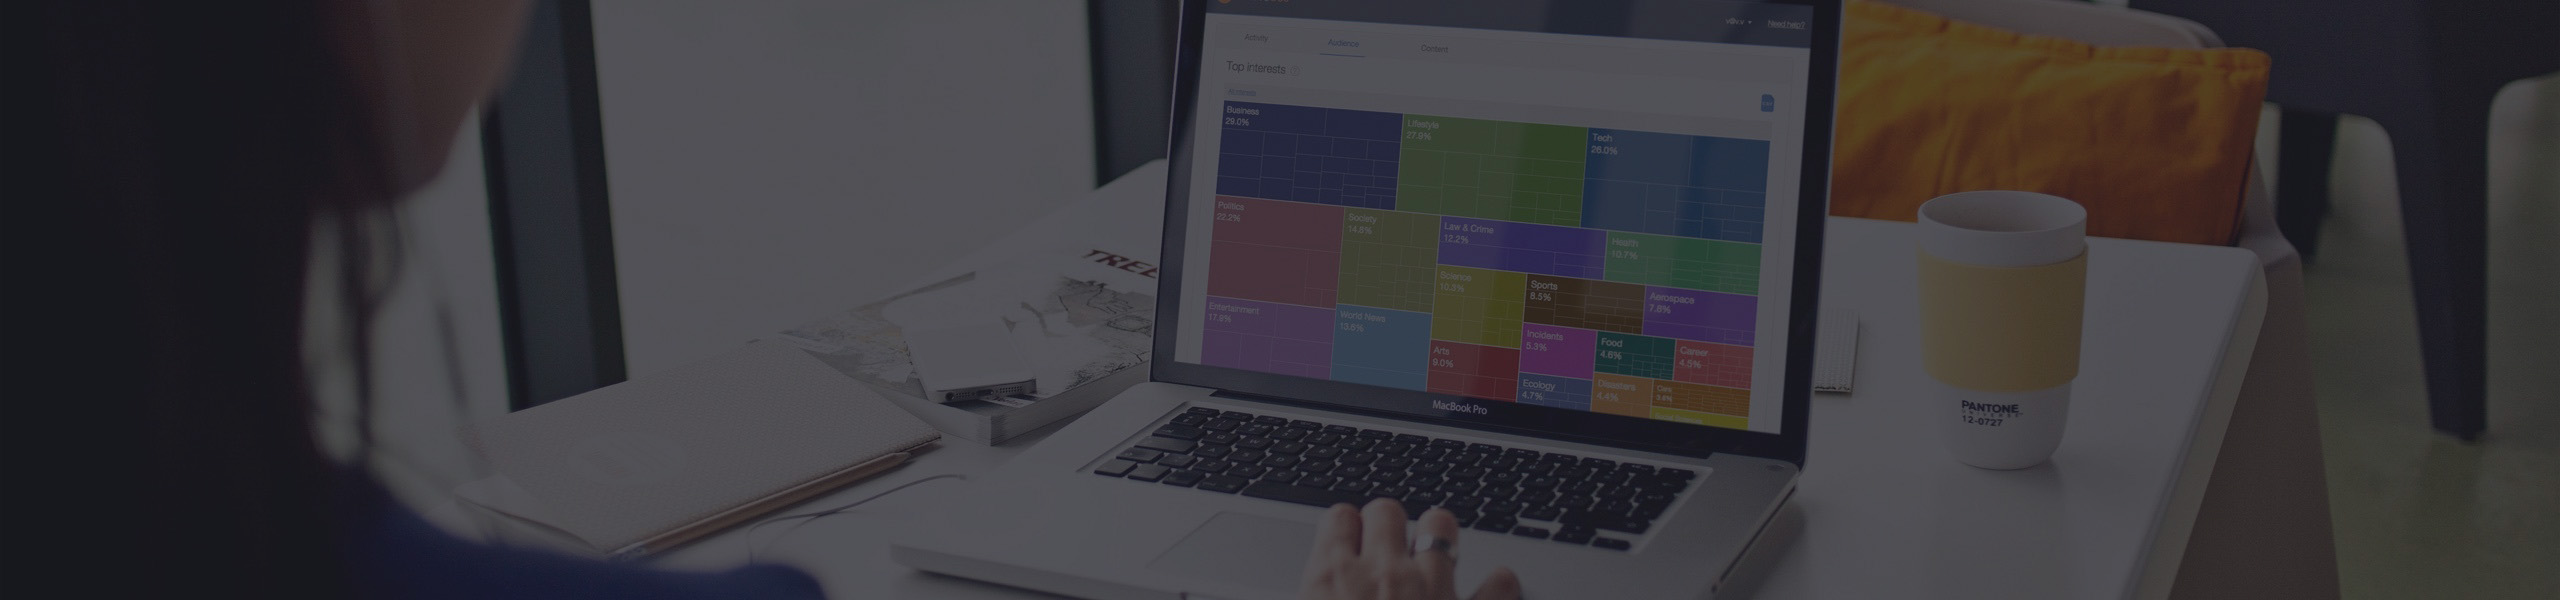 Need help?
Activity
Audience
Content
Top interests
Business
29.0%
Lifestyle
27.9%
Tech
26.0%
Politics
22.2%
Society
14.8%
Law & Crime
12.2%
Health
10.7%
Science
10.3%
Sports
8.5%
Aerospace
7.8%
Entertainment
17.8%
World News
13.6%
Incidents
5.3%
Food
4.8%
Career
4.5%
Arts
9.0%
Ecology
4.7%
Disasters
4.4%
MacBook Pro
TREE
PANTONE
UNIVERSE
12-0727